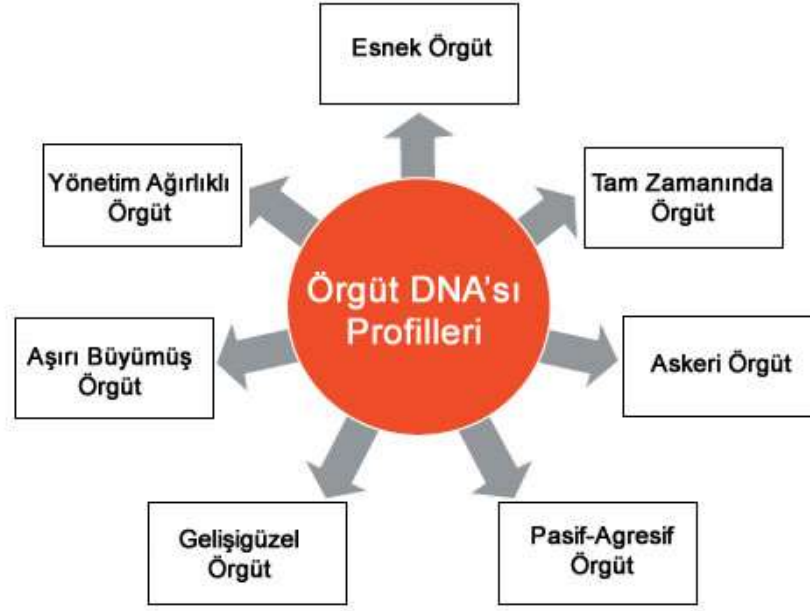 Esnek Örgüt
Yönetim Ağırlıklı
Örgüt
Tam Zamanında
Örgüt
Örgüt DNA'sı
Profilleri
Aşırı Büyümüş
Örgüt
Askeri Örgüt
Gelişigüzel
Örgüt
Pasif-Agresif
Örgüt